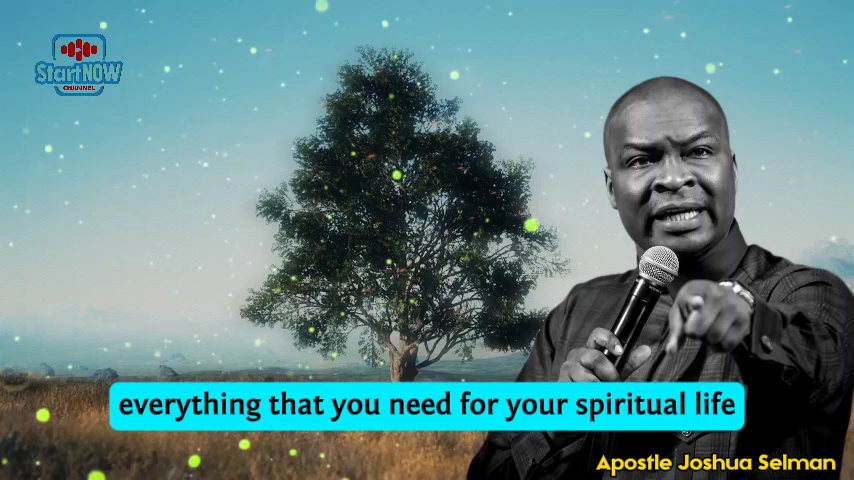 StartNOW
CHANNEL
everything that you need for your spiritual life
Apostle Joshua Selman